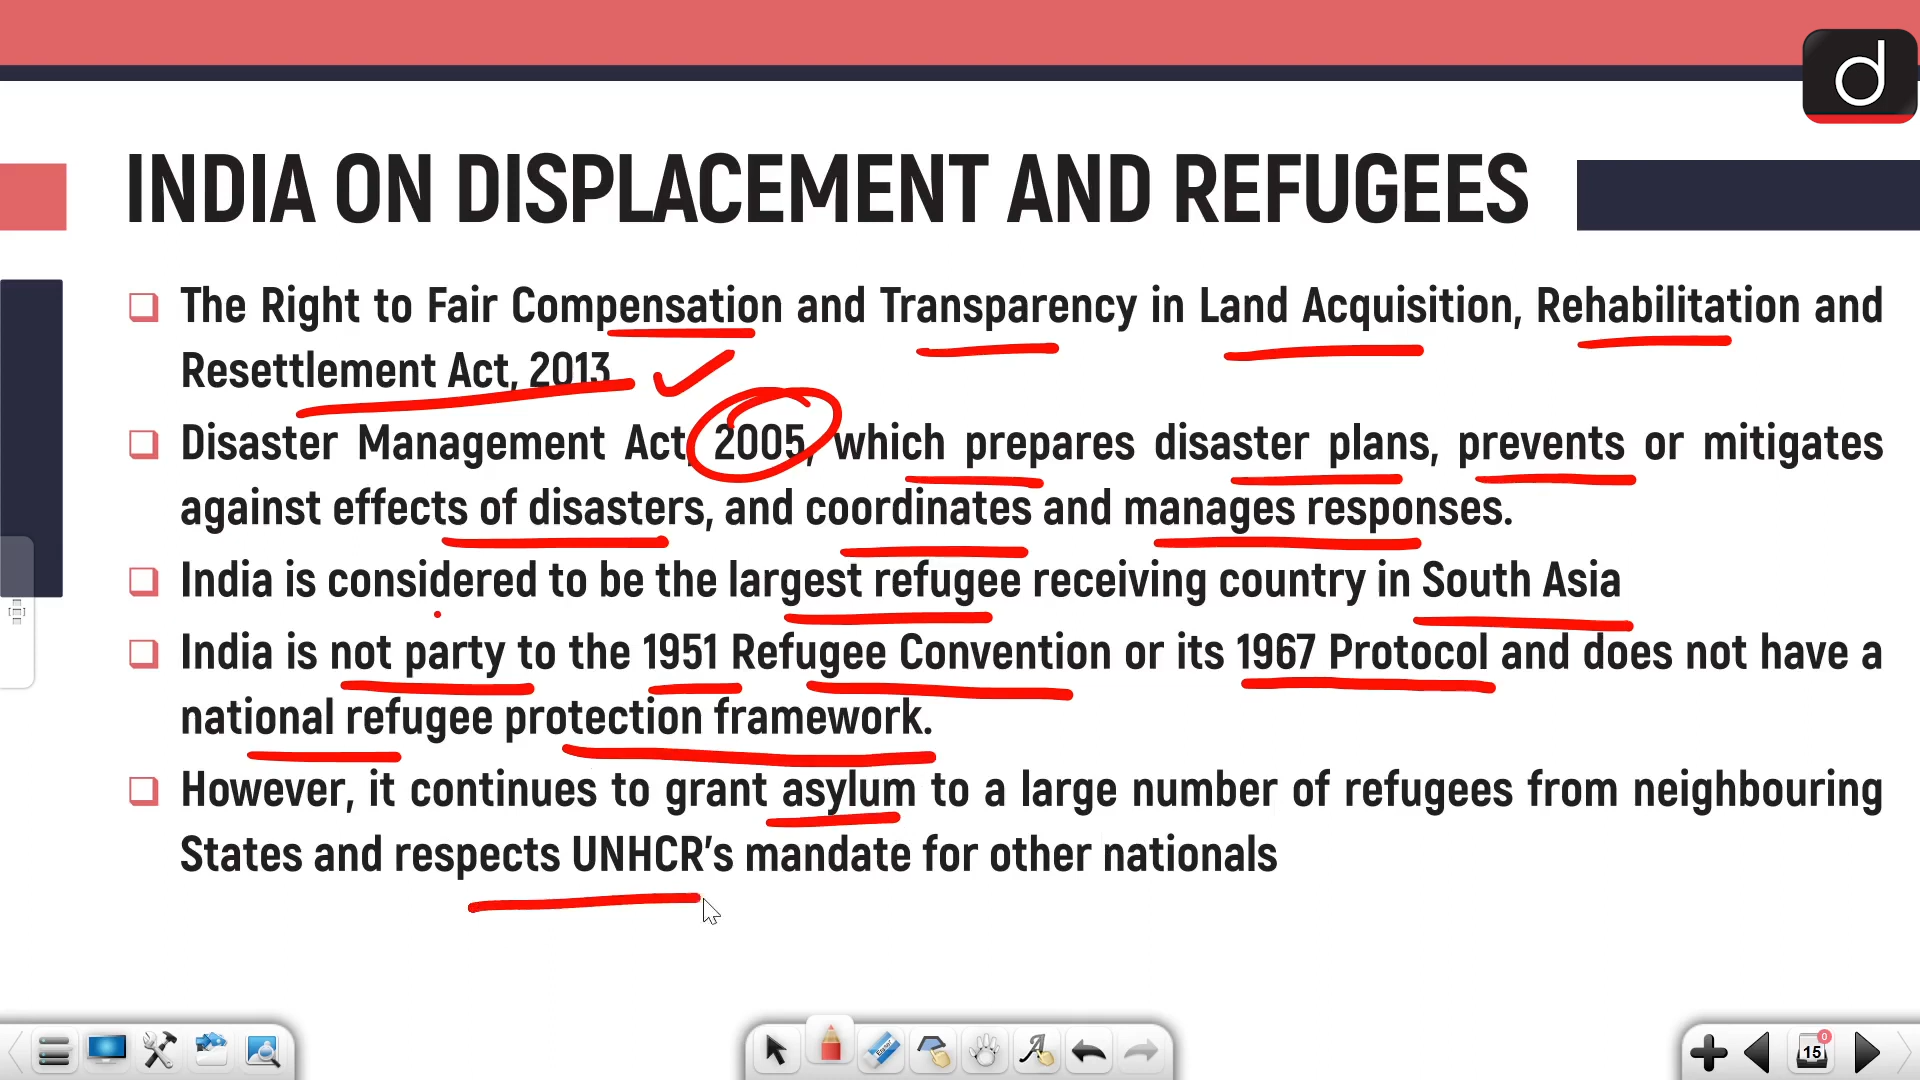 d
INDIA ON DISPLACEMENT AND REFUGEES
The Right to Fair Compensation and Transparency in Land Acquisition, Rehabilitation and
Resettlement Act, 2013
Disaster Management Act, 2005, which prepares disaster plans, prevents or mitigates
against effects of disasters, and coordinates and manages responses.
India is considered to be the largest refugee receiving country in South Asia
India is not party to the 1951 Refugee Convention or its 1967 Protocol and does not have a
national refugee protection framework.
However, it continues to grant asylum to a large number of refugees from neighbouring
States and respects UNHCR’s mandate for other nationals
15
0